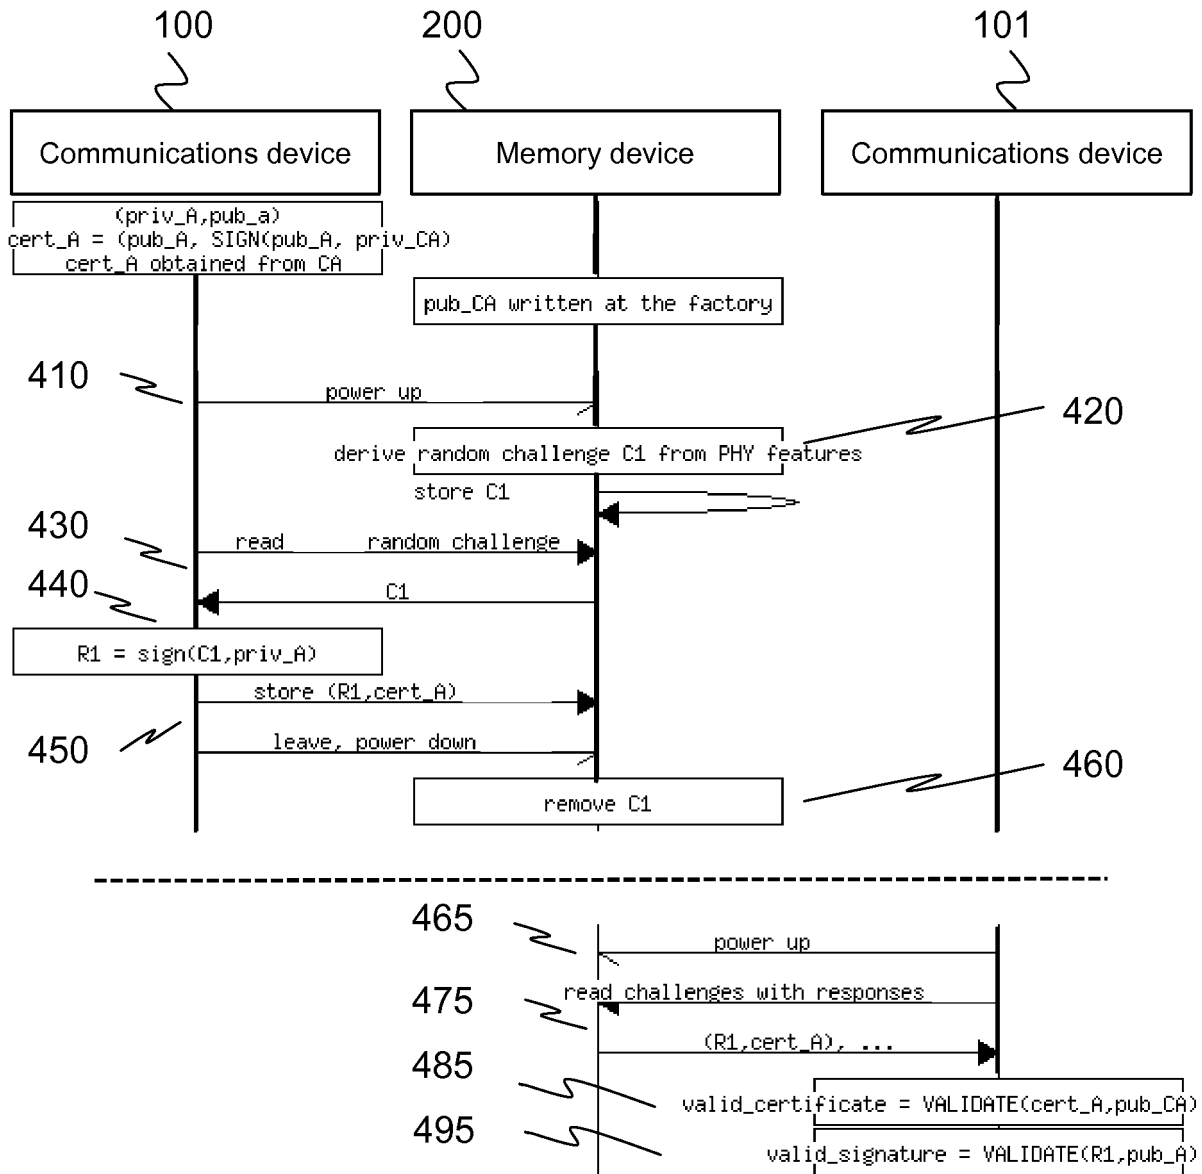 100
200
101
Communications device
Memory device
Communications device
(priv_A,pub_a)
cert_A = (pub_A, SIGN(pub_A, priv_CA)
cert_A obtained from CA
pub_CA written at the factory
410
power up
420
derive random challenge C1 from PHY features
store C1
430
read random challenge
440
C1
R1 = sign(C1,priv_A)
store (R1,cert_A)
450
leave, power down
460
remove C1
465
power up
475
read challenges with responses
(R1,cert_A), ...
485
valid_certificate = VALIDATE(cert_A,pub_CA)
495
valid_signature = VALIDATE(R1,pub_A)